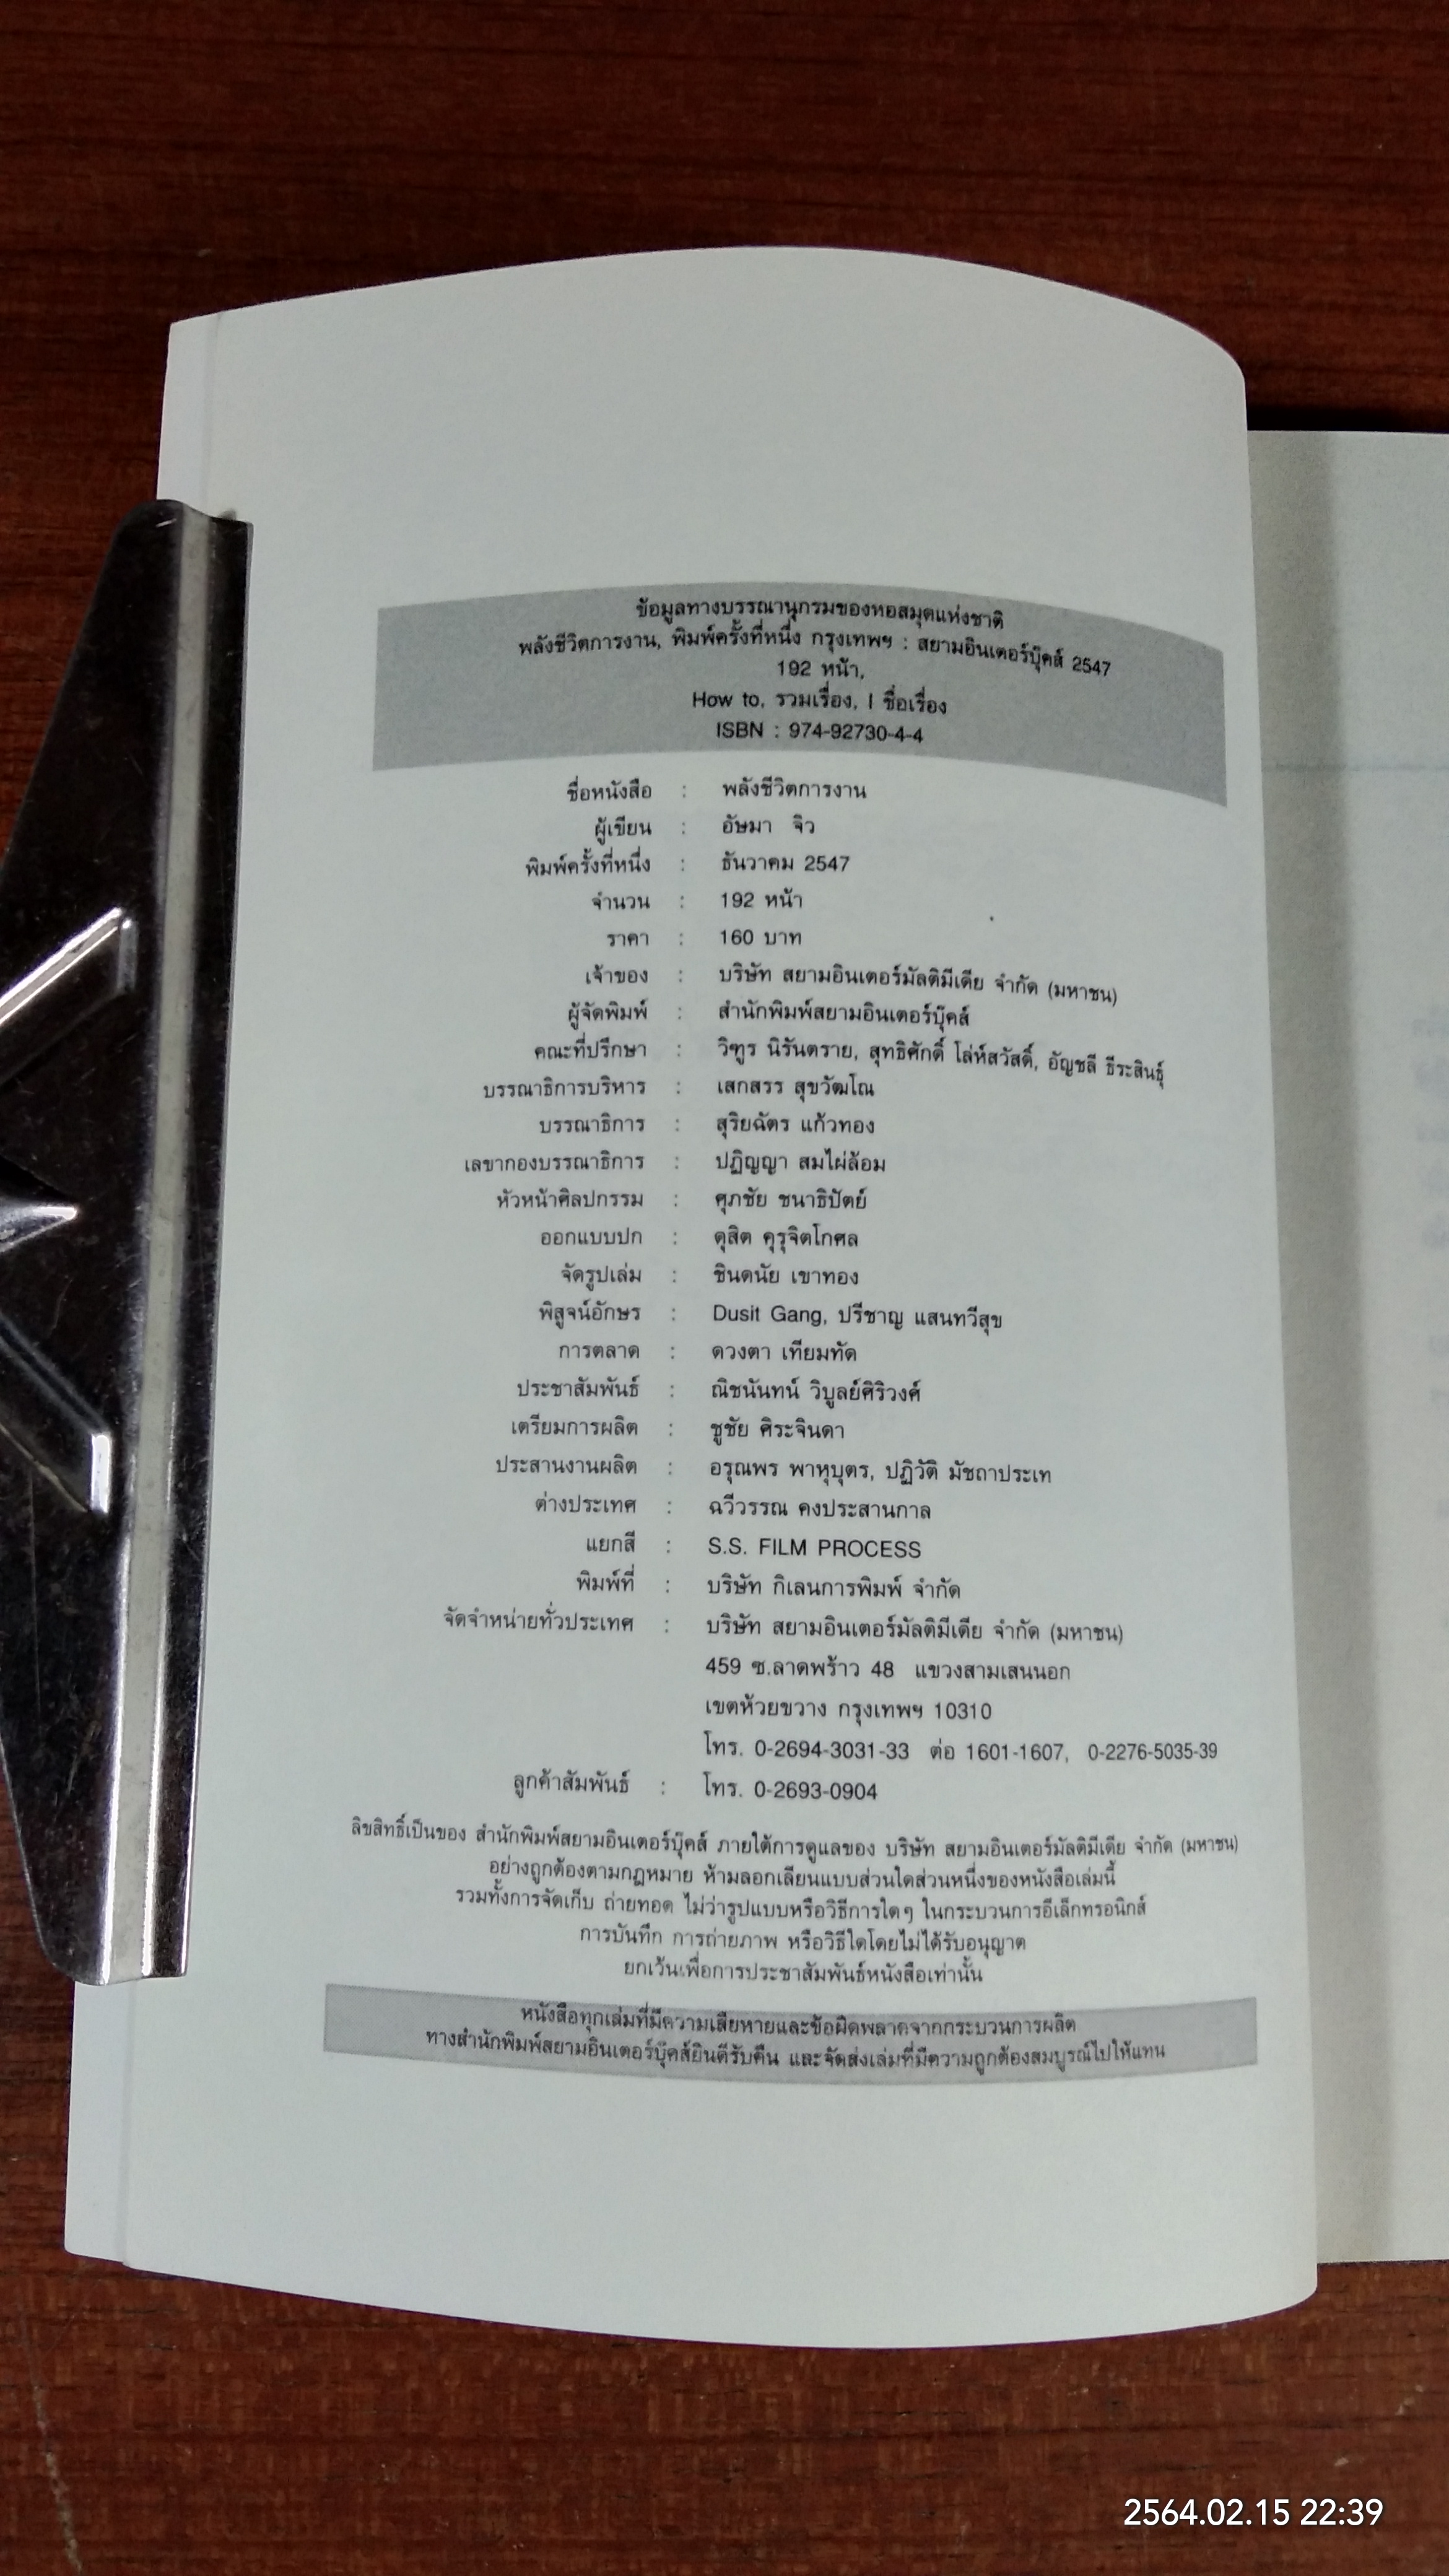 ข้อมูลทางบรรณานุกรมของหอสมุดแห่งชาติ
พลังชีวิตการงาน, พิมพ์ครั้งที่หนึ่ง กรุงเทพฯ : สยามอินเตอร์บุ๊คส์ 2547
192 หน้า,
How to, รวมเรื่อง, I ชื่อเรื่อง
ISBN : 974-92730-4-4
ชื่อหนังสือ : พลังชีวิตการงาน
ผู้เขียน : อัษมา จิว
พิมพ์ครั้งที่หนึ่ง : ธันวาคม 2547
จำนวน : 192 หน้า
ราคา : 160 บาท
เจ้าของ : บริษัท สยามอินเตอร์มัลติมีเดีย จำกัด (มหาชน)
ผู้จัดพิมพ์ : สำนักพิมพ์สยามอินเตอร์บุ๊คส์
คณะที่ปรึกษา : วิฑูร นิรันตราย, สุทธิศักดิ์ โล่ห์สวัสดิ์, อัญชลี ธีระสินธุ์
บรรณาธิการบริหาร : เสกสรร สุขวัฒโณ
บรรณาธิการ : สุริยฉัตร แก้วทอง
เลขากองบรรณาธิการ : ปฏิญญา สมไผ่ล้อม
หัวหน้าศิลปกรรม : ศุภชัย ชนาธิปัตย์
ออกแบบปก : ดุสิต คุรุจิตโกศล
จัดรูปเล่ม : ชินดนัย เขาทอง
พิสูจน์อักษร : Dusit Gang, ปรีชาญ แสนทวีสุข
การตลาด : ดวงตา เทียมทัด
ประชาสัมพันธ์ : ณิชนันทน์ วิบูลย์ศิริวงศ์
เตรียมการผลิต : ชูชัย ศิระจินดา
ประสานงานผลิต : อรุณพร พาหุบุตร, ปฏิวัติ มัชถาประเท
ต่างประเทศ : ฉวีวรรณ คงประสานกาล
แยกสี : S.S. FILM PROCESS
พิมพ์ที่ : บริษัท กิเลนการพิมพ์ จำกัด
จัดจำหน่ายทั่วประเทศ : บริษัท สยามอินเตอร์มัลติมีเดีย จำกัด (มหาชน)
459 ซ.ลาดพร้าว 48 แขวงสามเสนนอก
เขตห้วยขวาง กรุงเทพฯ 10310
โทร. 0-2694-3031-33 ต่อ 1601-1607, 0-2276-5035-39
ลูกค้าสัมพันธ์ : โทร. 0-2693-0904
ลิขสิทธิ์เป็นของ สำนักพิมพ์สยามอินเตอร์บุ๊คส์ ภายใต้การดูแลของ บริษัท สยามอินเตอร์มัลติมีเดีย จำกัด (มหาชน)
อย่างถูกต้องตามกฎหมาย ห้ามลอกเลียนแบบส่วนใดส่วนหนึ่งของหนังสือเล่มนี้
รวมทั้งการจัดเก็บ ถ่ายทอด ไม่ว่ารูปแบบหรือวิธีการใดๆ ในกระบวนการอีเล็กทรอนิกส์
การบันทึก การถ่ายภาพ หรือวิธีใดโดยไม่ได้รับอนุญาต
ยกเว้นเพื่อการประชาสัมพันธ์หนังสือเท่านั้น
หนังสือทุกเล่มที่มีความเสียหายและข้อผิดพลาดจากกระบวนการผลิต
ทางสำนักพิมพ์สยามอินเตอร์บุ๊คส์ยินดีรับคืน และจัดส่งเล่มที่มีความถูกต้องสมบูรณ์ไปให้แทน
2564.02.15 22:39